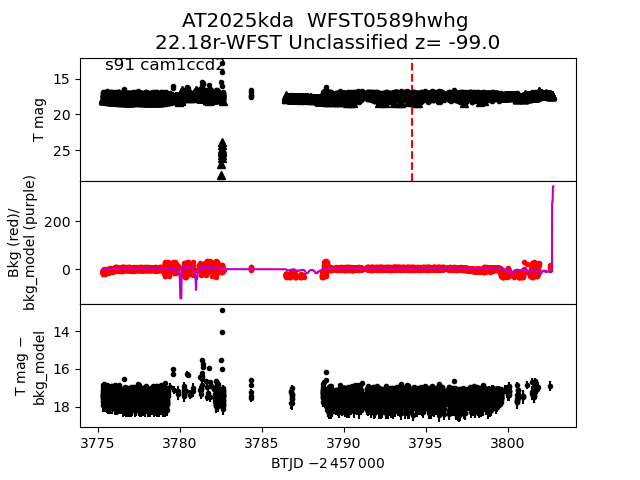 AT2025kda  WFST0589hwhg
22.18r-WFST Unclassified z= -99.0
s91 cam1ccd2
T mag
15
20
25
Bkg (red)/
bkg_model (purple)
200
0
T mag −
bkg_model
14
16
18
3775 3780 3785 3790 3795 3800
BTJD −2 457 000